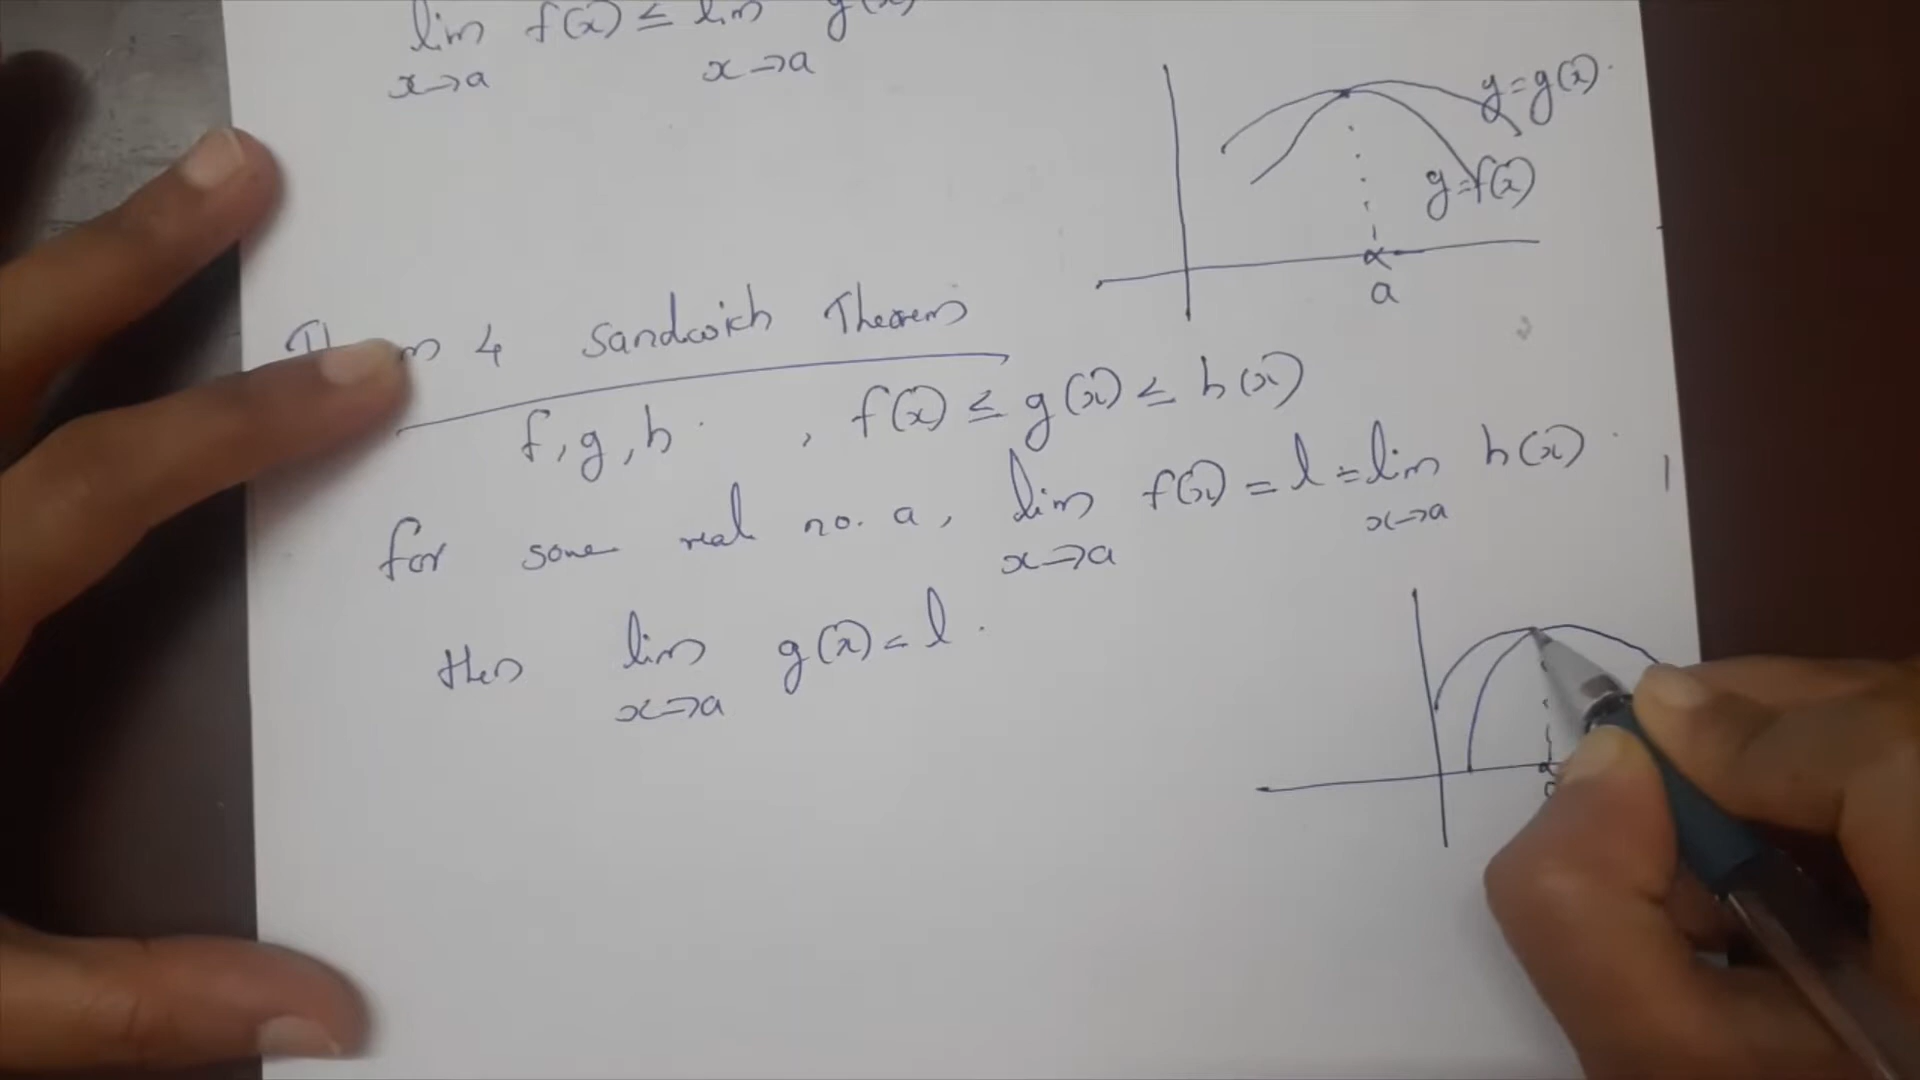 lim f(x) ≤ lim g(x)
x→a x→a
y=g(x).
y=f(x)
a
4 Sandwich Theorem
f, g, h. , f(x) ≤ g(x) ≤ h(x)
for some real no. a, lim f(x) = l = lim h(x).
x→a x→a
then lim g(x) = l.
x→a